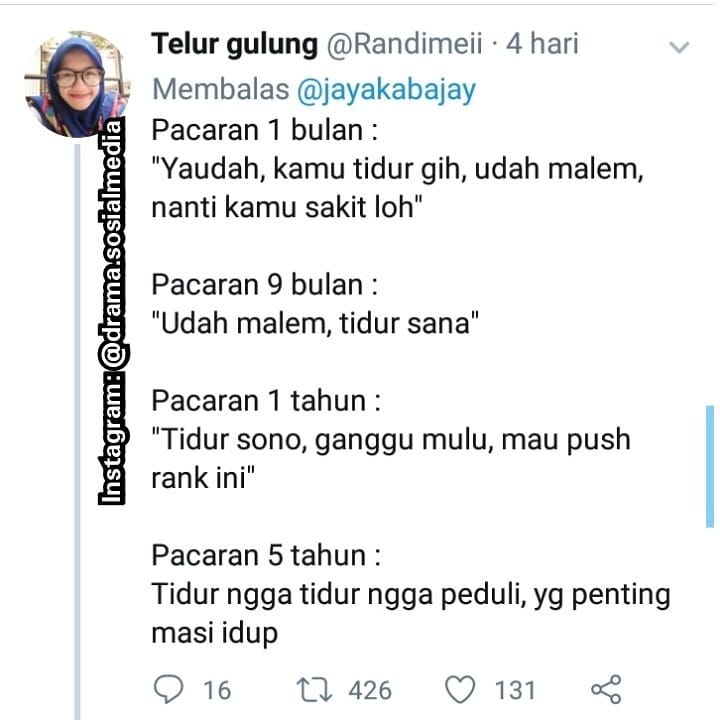 Telur gulung @Randimeii · 4 hari
Membalas @jayakabajay
Pacaran 1 bulan :
"Yaudah, kamu tidur gih, udah malem,
nanti kamu sakit loh"
Pacaran 9 bulan :
"Udah malem, tidur sana"
Pacaran 1 tahun :
"Tidur sono, ganggu mulu, mau push
rank ini"
Pacaran 5 tahun :
Tidur ngga tidur ngga peduli, yg penting
masi idup
16 426 131
Instagram: @drama.sosialmedia